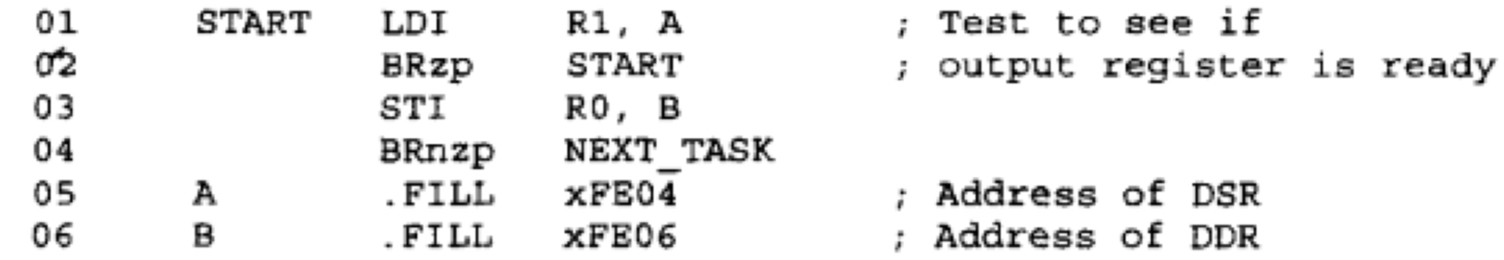 01 START LDI R1, A ; Test to see if
02 BRzp START ; output register is ready
03 STI R0, B
04 BRnzp NEXT_TASK
05 A .FILL xFE04 ; Address of DSR
06 B .FILL xFE06 ; Address of DDR